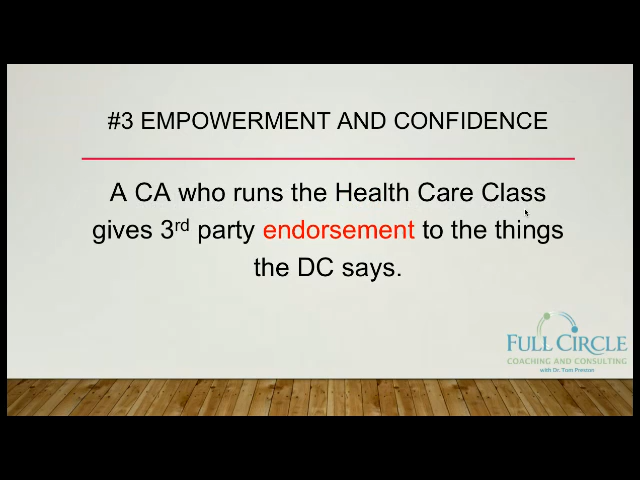 #3 EMPOWERMENT AND CONFIDENCE
A CA who runs the Health Care Class
gives 3rd party endorsement to the things
the DC says.
FULL CIRCLE
COACHING AND CONSULTING
with Dr. Tom Preston